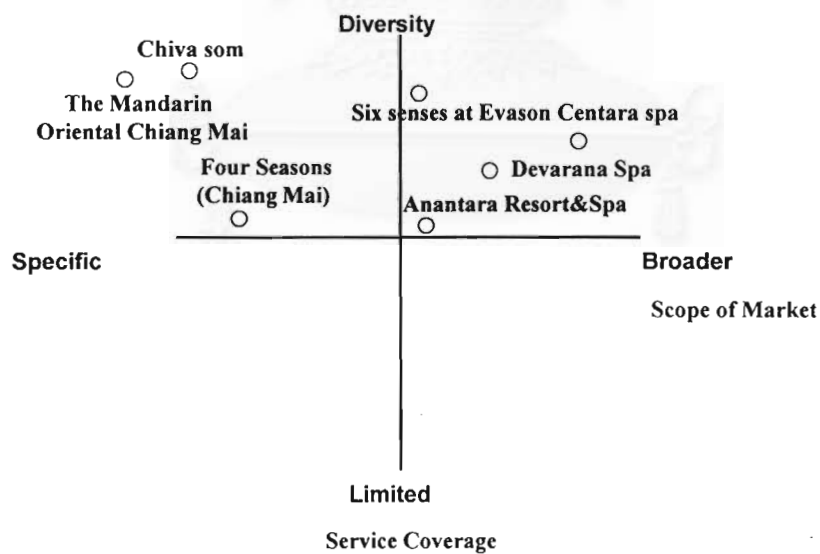 Diversity
Chiva som
The Mandarin
Oriental Chiang Mai
Six senses at Evason Centara spa
Four Seasons
(Chiang Mai)
Devarana Spa
Anantara Resort&Spa
Specific
Broader
Scope of Market
Limited
Service Coverage